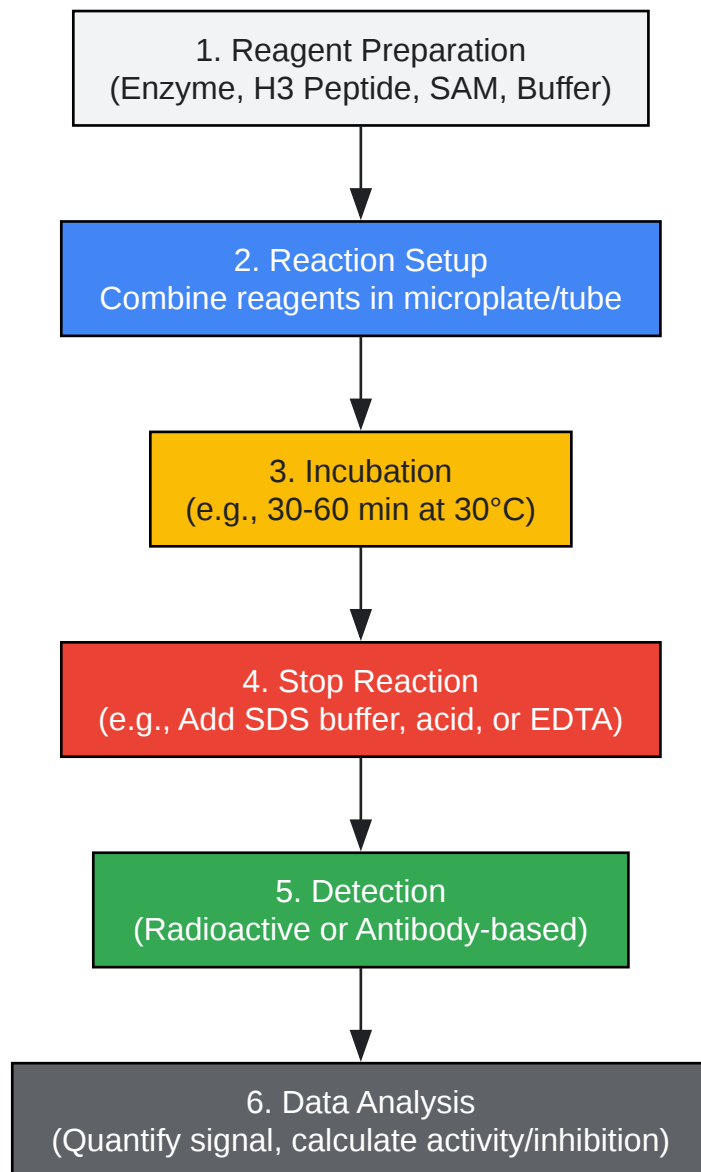 1. Reagent Preparation
(Enzyme, H3 Peptide, SAM, Buffer)
2. Reaction Setup
Combine reagents in microplate/tube
3. Incubation
(e.g., 30-60 min at 30°C)
4. Stop Reaction
(e.g., Add SDS buffer, acid, or EDTA)
5. Detection
(Radioactive or Antibody-based)
6. Data Analysis
(Quantify signal, calculate activity/inhibition)